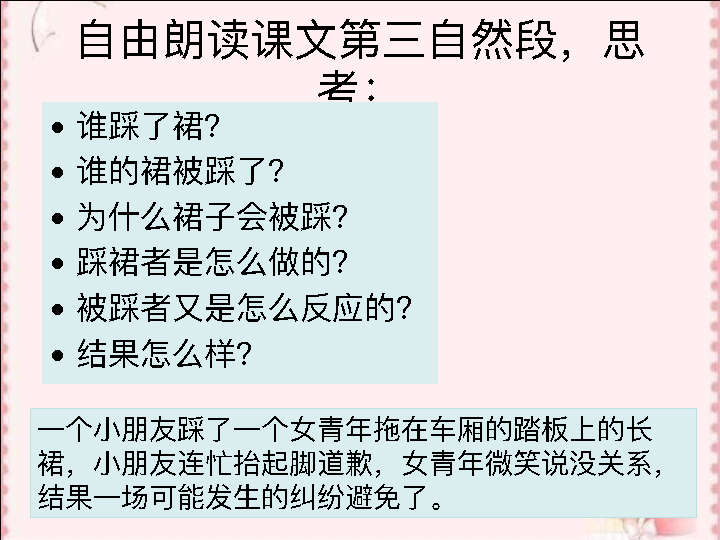 自由朗读课文第三自然段，思
考：
• 谁踩了裙?
• 谁的裙被踩了?
• 为什么裙子会被踩?
• 踩裙者是怎么做的?
• 被踩者又是怎么反应的?
• 结果怎么样?
一个小朋友踩了一个女青年拖在车厢的踏板上的长
裙，小朋友连忙抬起脚道歉，女青年微笑说没关系，
结果一场可能发生的纠纷避免了。